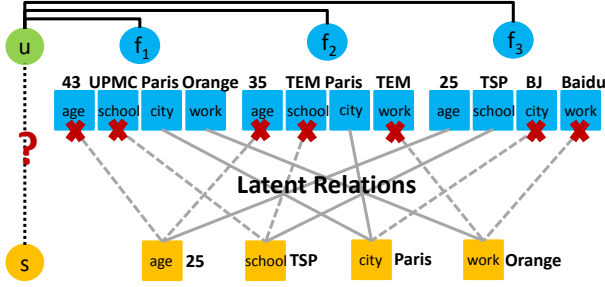 u f1 f2 f3
43 UPMC Paris Orange 35 TEM Paris TEM 25 TSP BJ Baidu
age school city work age school city work age school city work
?
Latent Relations
s age 25 school TSP city Paris work Orange